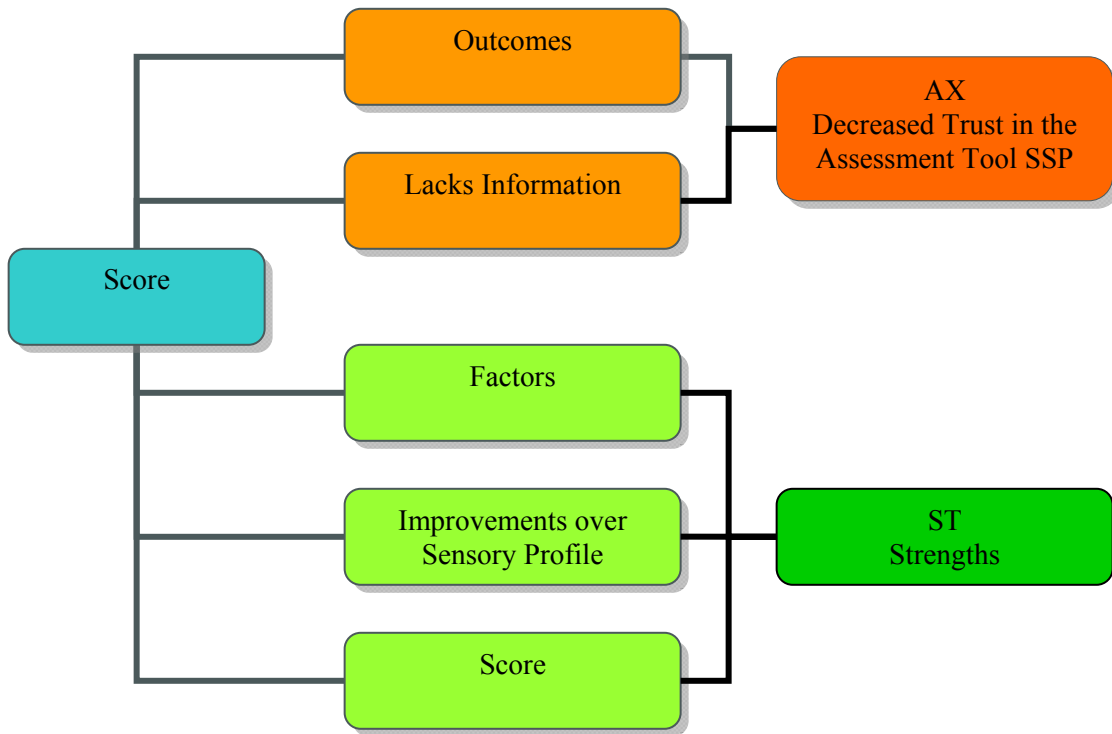 Outcomes
AX
Decreased Trust in the
Assessment Tool SSP
Lacks Information
Score
Factors
Improvements over
Sensory Profile
ST
Strengths
Score